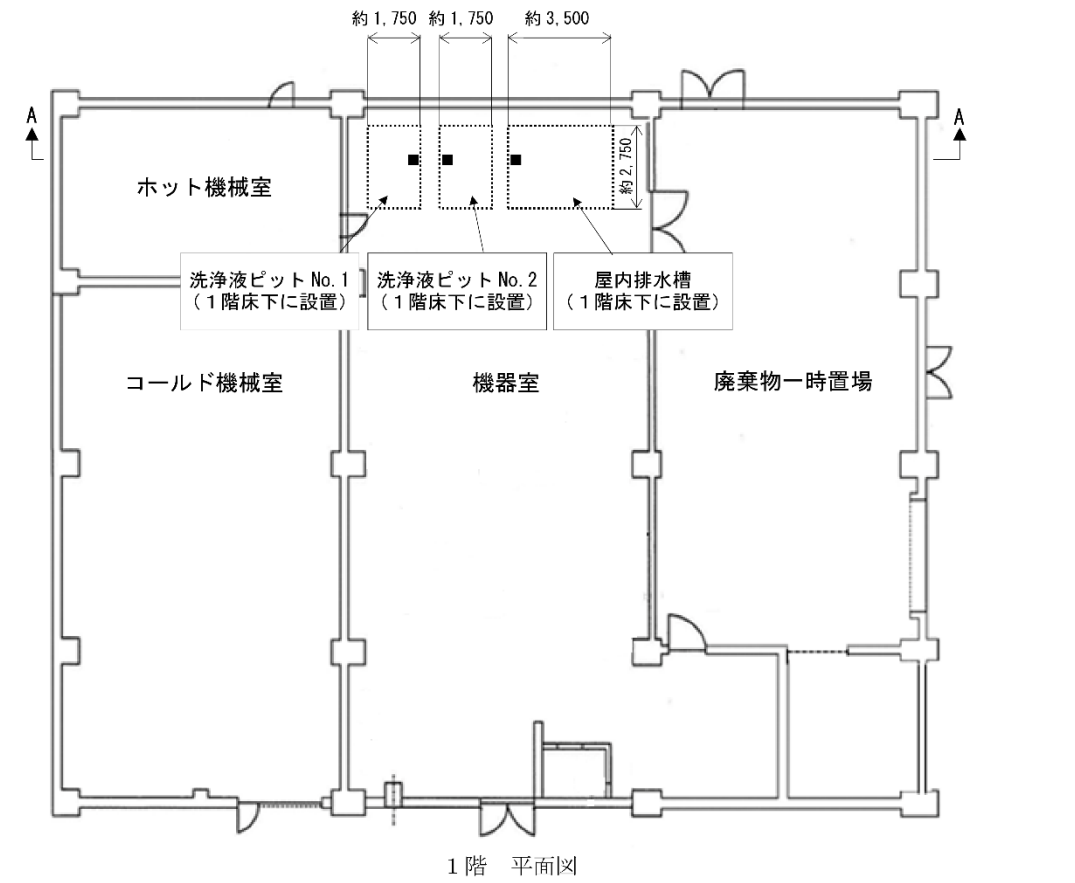 約1,750
約1,750
約3,500
A
A
約2,750
ホット機械室
洗浄液ピットNo.1
(1階床下に設置)
洗浄液ピットNo.2
(1階床下に設置)
屋内排水槽
(1階床下に設置)
コールド機械室
機器室
廃棄物一時置場
1階 平面図